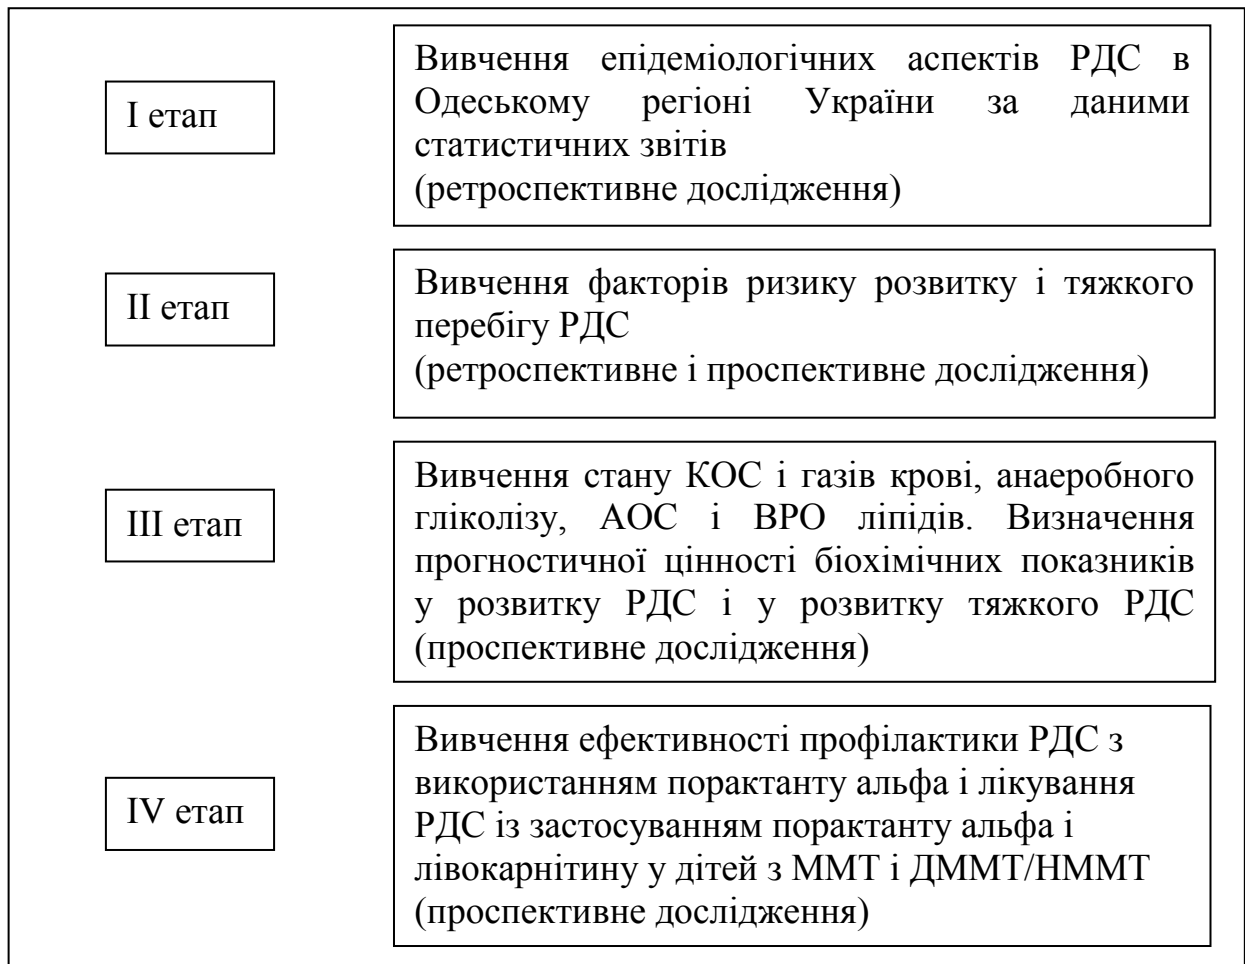 І етап
Вивчення епідеміологічних аспектів РДС в
Одеському регіоні України за даними
статистичних звітів
(ретроспективне дослідження)
ІІ етап
Вивчення факторів ризику розвитку і тяжкого
перебігу РДС
(ретроспективне і проспективне дослідження)
ІІІ етап
Вивчення стану КОС і газів крові, анаеробного
гліколізу, АОС і ВРО ліпідів. Визначення
прогностичної цінності біохімічних показників
у розвитку РДС і у розвитку тяжкого РДС
(проспективне дослідження)
IV етап
Вивчення ефективності профілактики РДС з
використанням порактанту альфа і лікування
РДС із застосуванням порактанту альфа і
лівокарнітину у дітей з ММТ і ДММТ/НММТ
(проспективне дослідження)